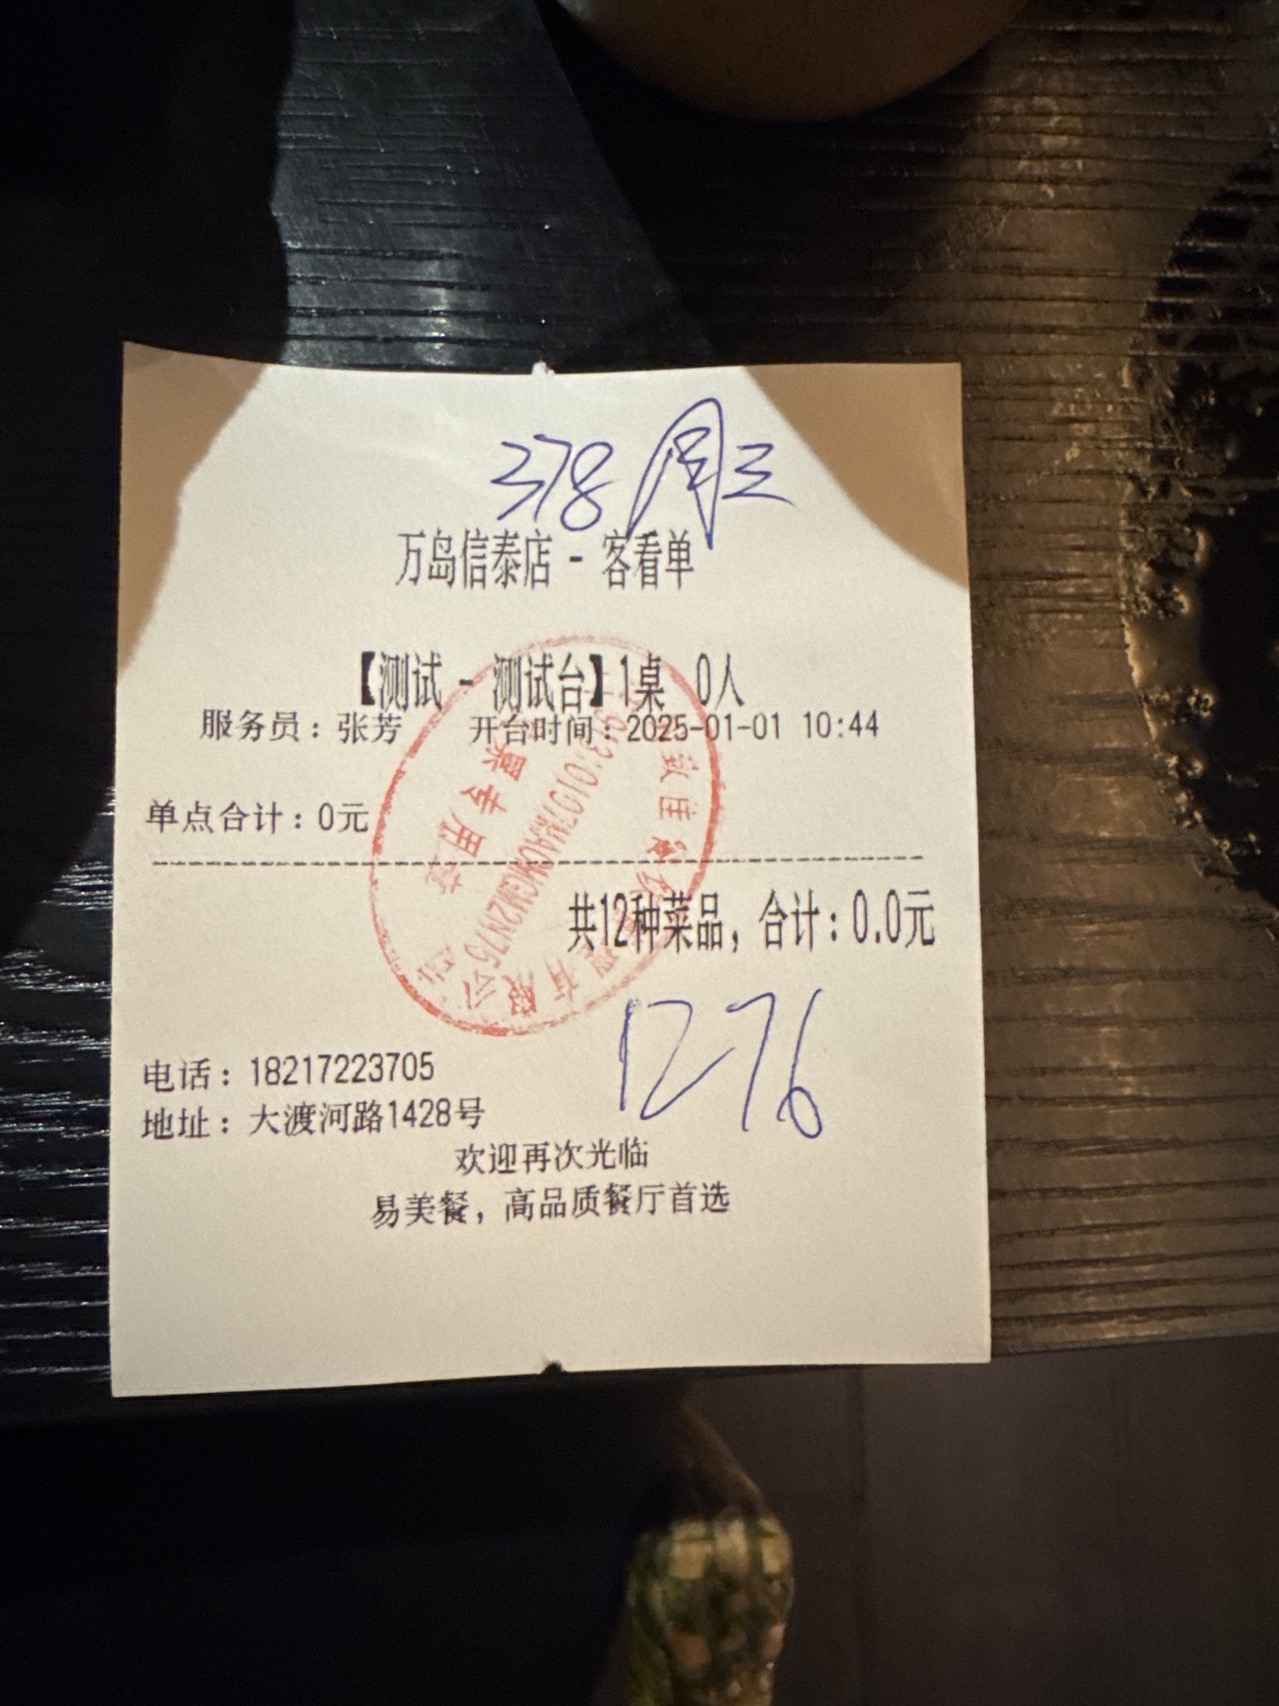 378 周三
万岛信泰店 - 客看单
【测试 - 测试台】1桌 0人
服务员：张芳 开台时间：2025-01-01 10:44
单点合计：0元
共12种菜品，合计：0.0元
1276
电话：18217223705
地址：大渡河路1428号
欢迎再次光临
易美餐，高品质餐厅首选
票专用章